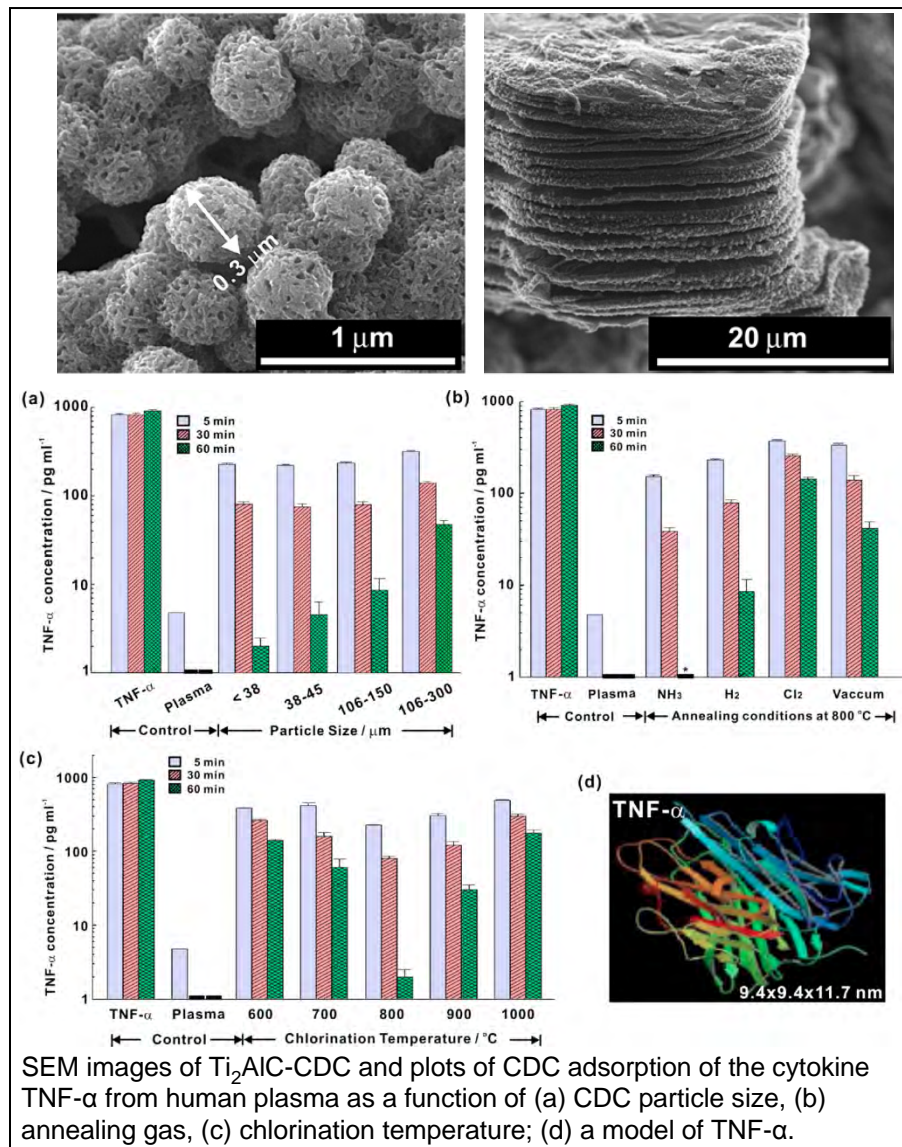 0.3 μm
1 μm
20 μm
(a)
1000
100
10
1
TNF-α concentration / pg ml⁻¹
5 min
30 min
60 min
TNF-α
Plasma
< 38
38-45
106-150
106-300
Control
Particle Size / μm
(b)
1000
100
10
1
TNF-α concentration / pg ml⁻¹
5 min
30 min
60 min
*
TNF-α
Plasma
NH₃
H₂
Cl₂
Vaccum
Control
Annealing conditions at 800 °C
(c)
1000
100
10
1
TNF-α concentration / pg ml⁻¹
5 min
30 min
60 min
TNF-α
Plasma
600
700
800
900
1000
Control
Chlorination Temperature / °C
(d)
TNF-α
9.4x9.4x11.7 nm
SEM images of Ti₂AlC-CDC and plots of CDC adsorption of the cytokine
TNF-α from human plasma as a function of (a) CDC particle size, (b)
annealing gas, (c) chlorination temperature; (d) a model of TNF-α.